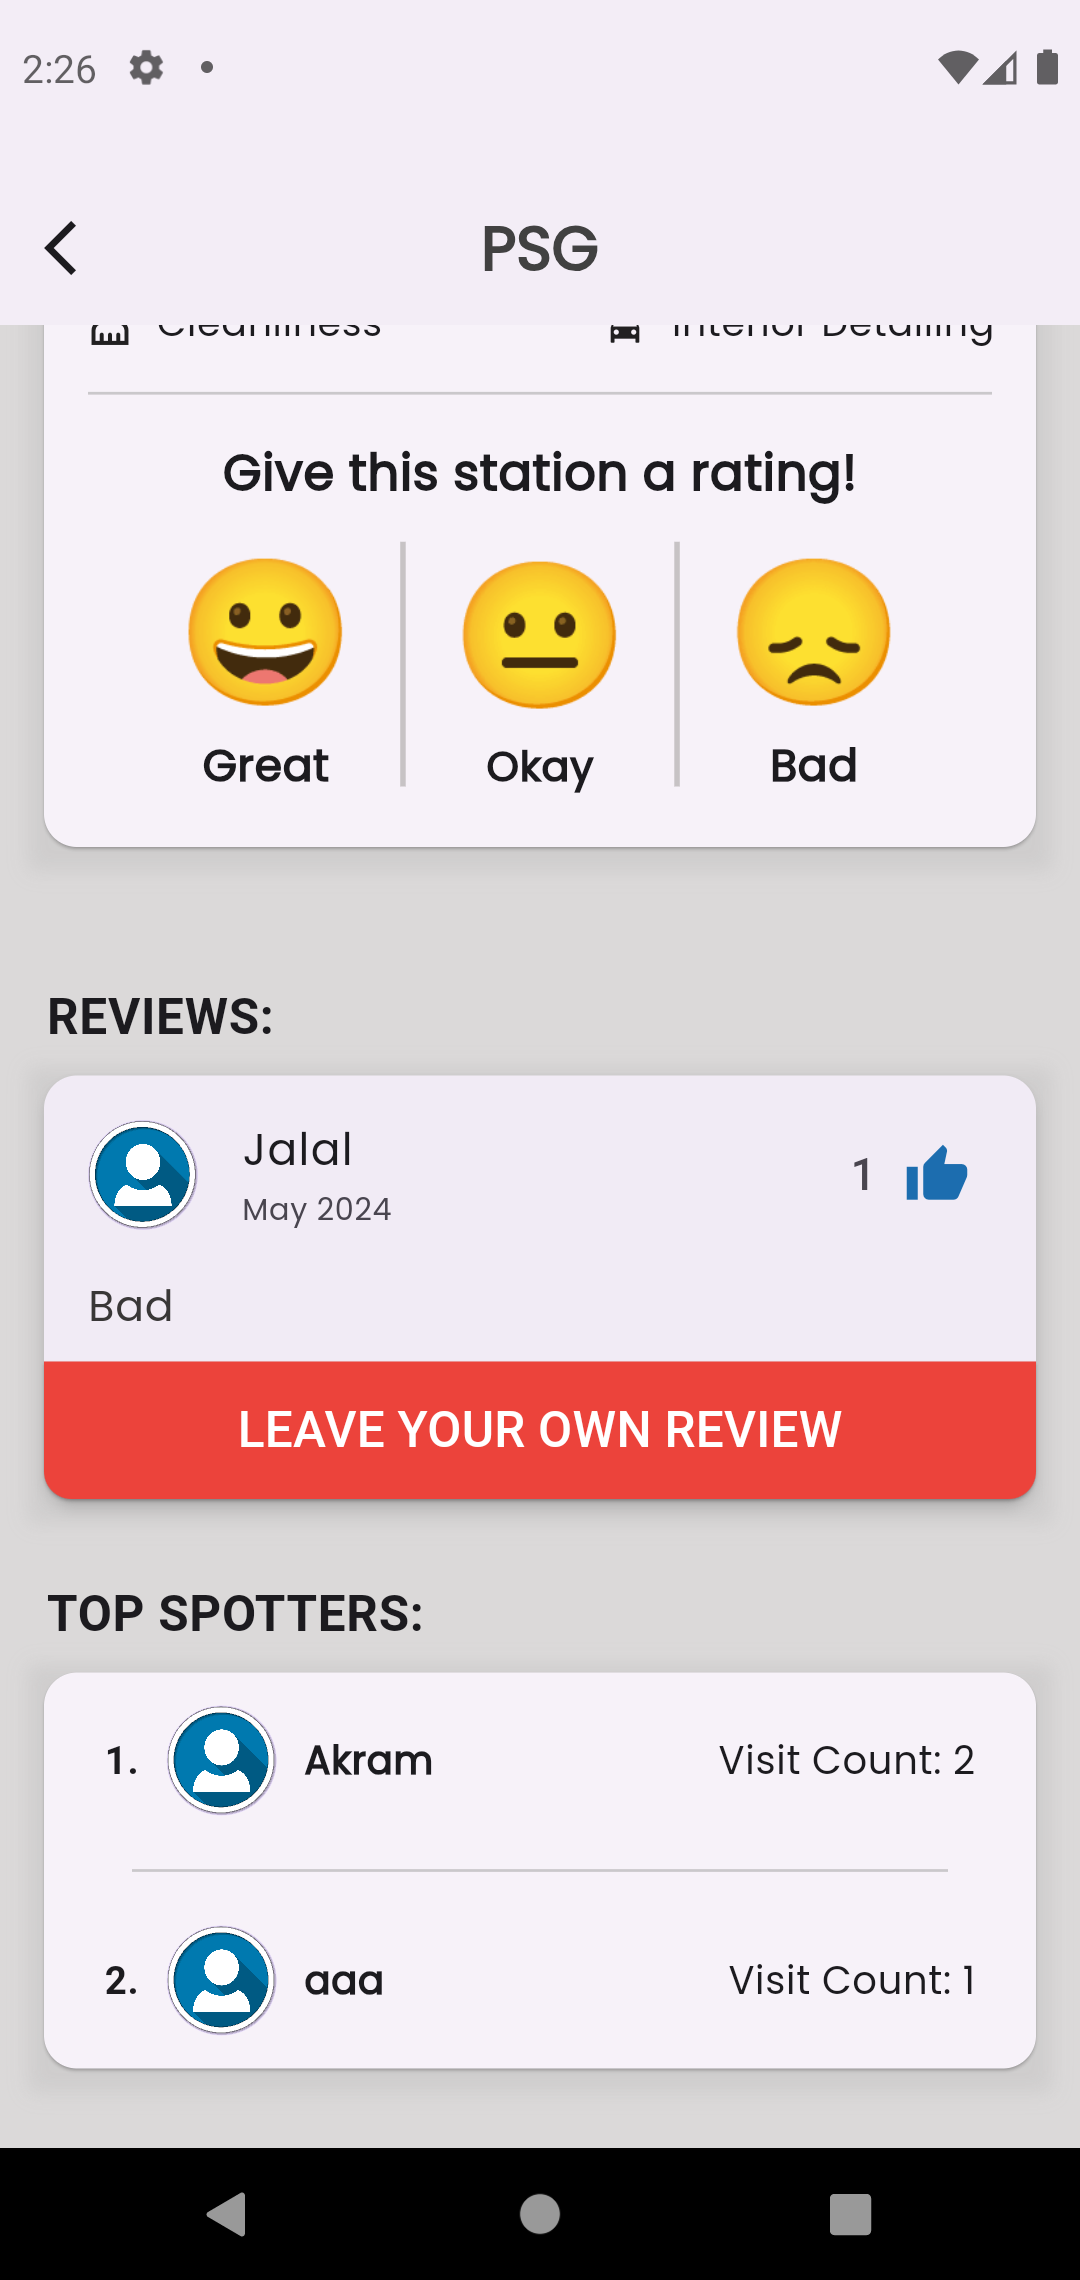 2:26
PSG
Cleanliness
Interior Detailing
Give this station a rating!
Great
Okay
Bad
REVIEWS:
Jalal
May 2024
1
Bad
LEAVE YOUR OWN REVIEW
TOP SPOTTERS:
1. Akram Visit Count: 2
2. aaa Visit Count: 1